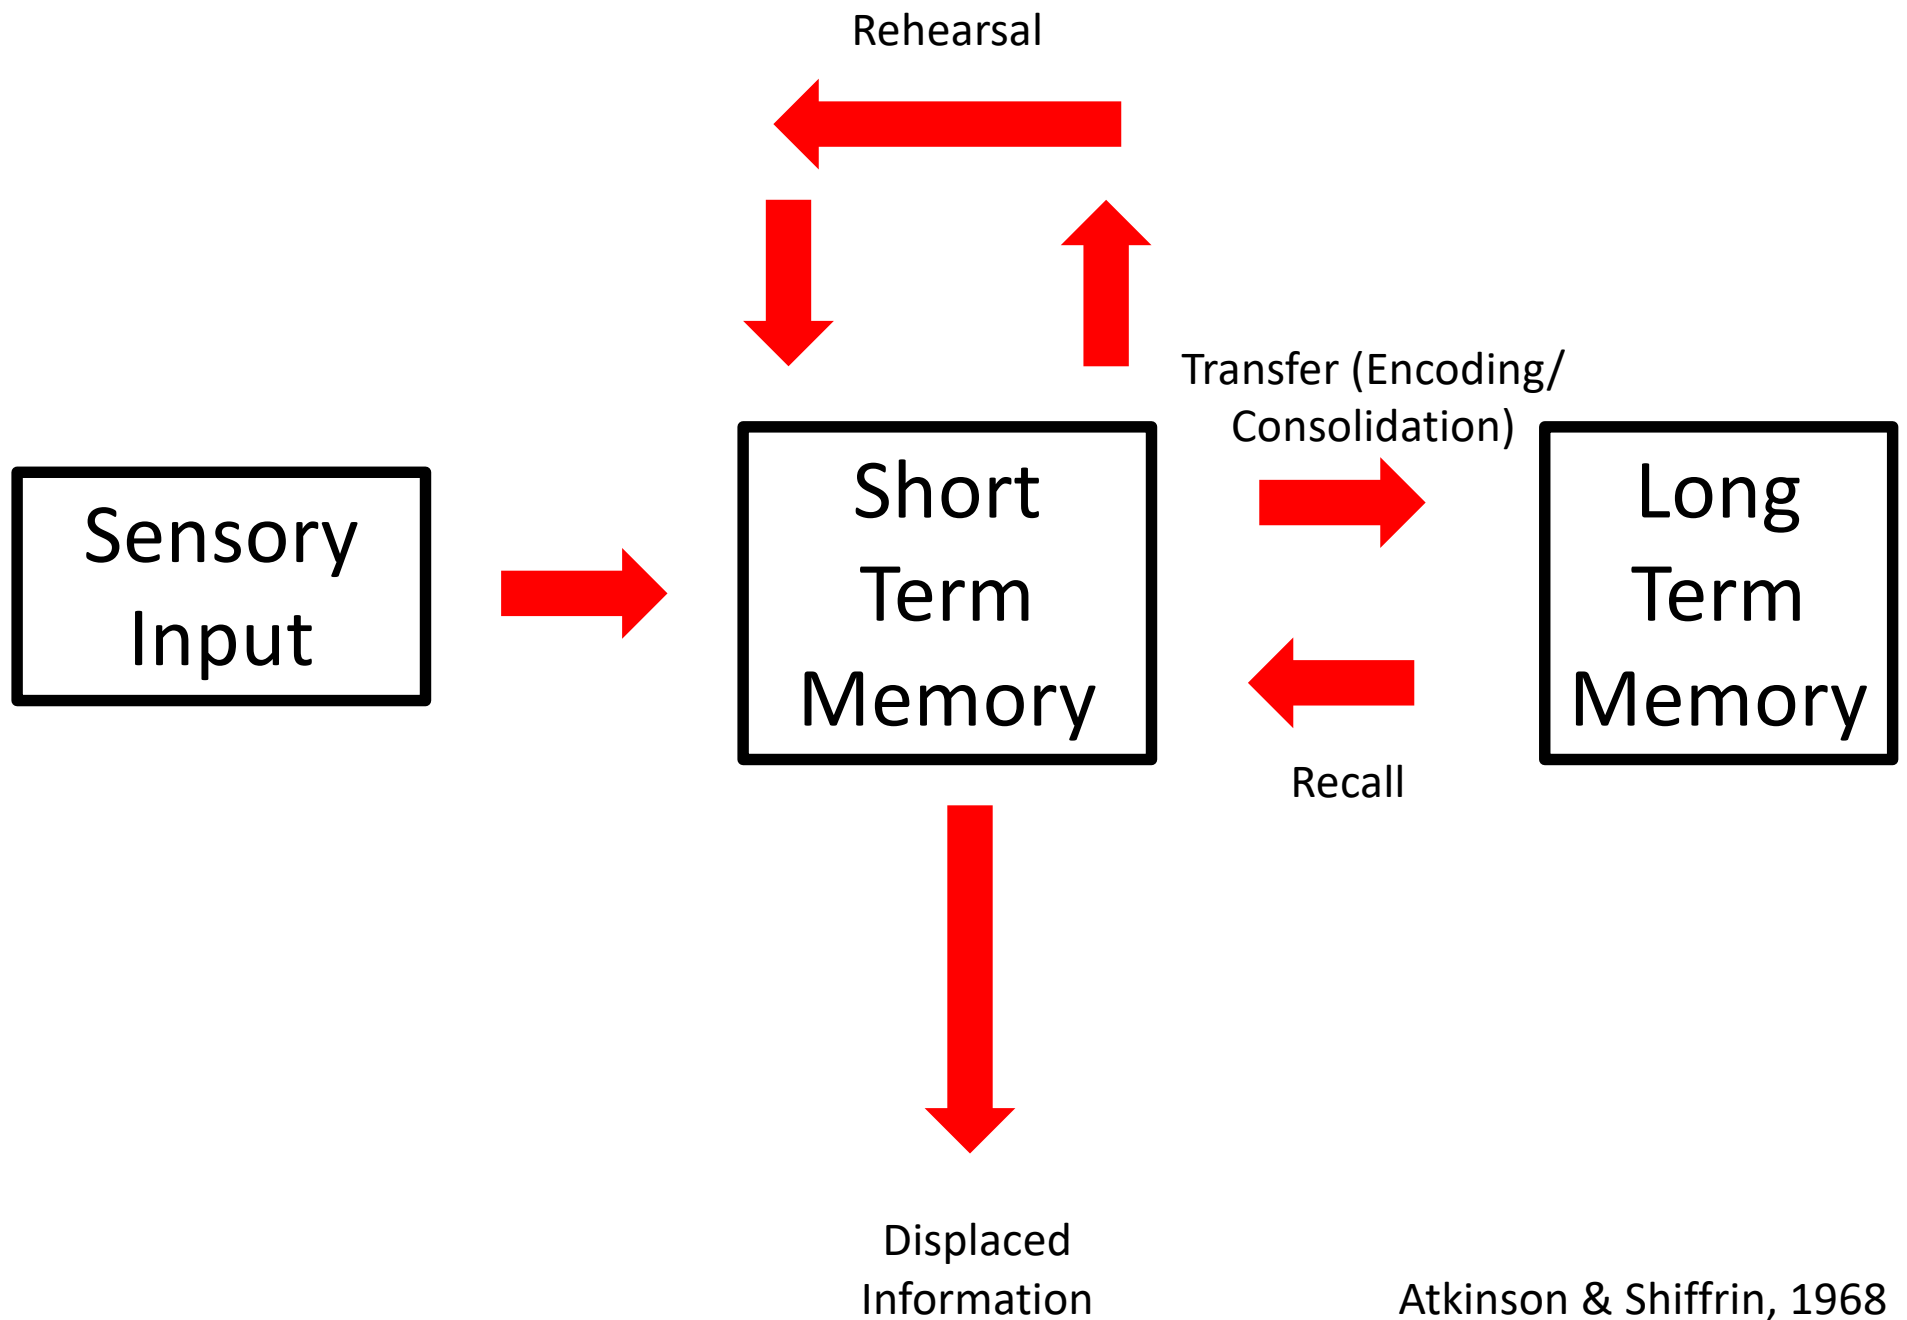 Rehearsal
Transfer (Encoding/
Consolidation)
Sensory
Input
Short
Term
Memory
Long
Term
Memory
Recall
Displaced
Information
Atkinson & Shiffrin, 1968